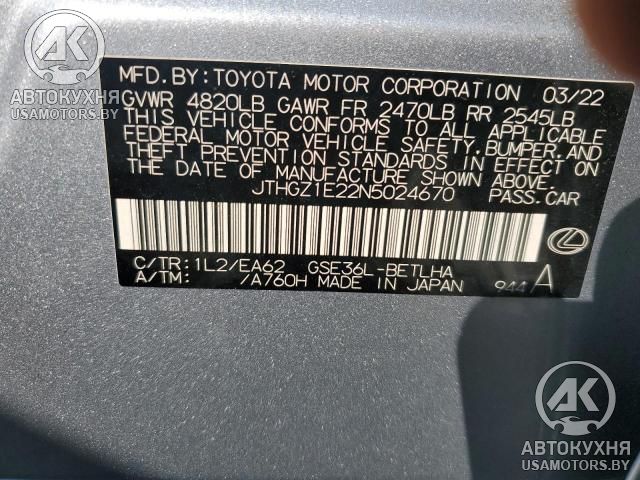 AK
АВТОКУХНЯ
USAMOTORS.BY
MFD. BY: TOYOTA MOTOR CORPORATION 03/22
GVWR 4820LB GAWR FR 2470LB RR 2545LB
THIS VEHICLE CONFORMS TO ALL APPLICABLE
FEDERAL MOTOR VEHICLE SAFETY, BUMPER, AND
THEFT PREVENTION STANDARDS IN EFFECT ON
THE DATE OF MANUFACTURE SHOWN ABOVE.
JTHGZ1E22N5024670 PASS. CAR
C/TR: 1L2/EA62 GSE36L-BETLHA
A/TM: /A760H MADE IN JAPAN 944 A
AK
АВТОКУХНЯ
USAMOTORS.BY